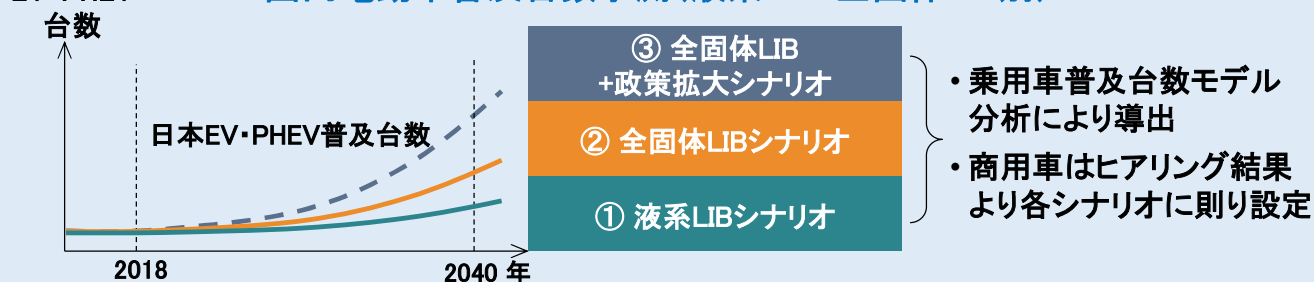 台数
日本EV・PHEV普及台数
2018
2040 年
③ 全固体LIB
+政策拡大シナリオ
② 全固体LIBシナリオ
① 液系LIBシナリオ
・乗用車普及台数モデル
分析により導出
・商用車はヒアリング結果
より各シナリオに則り設定